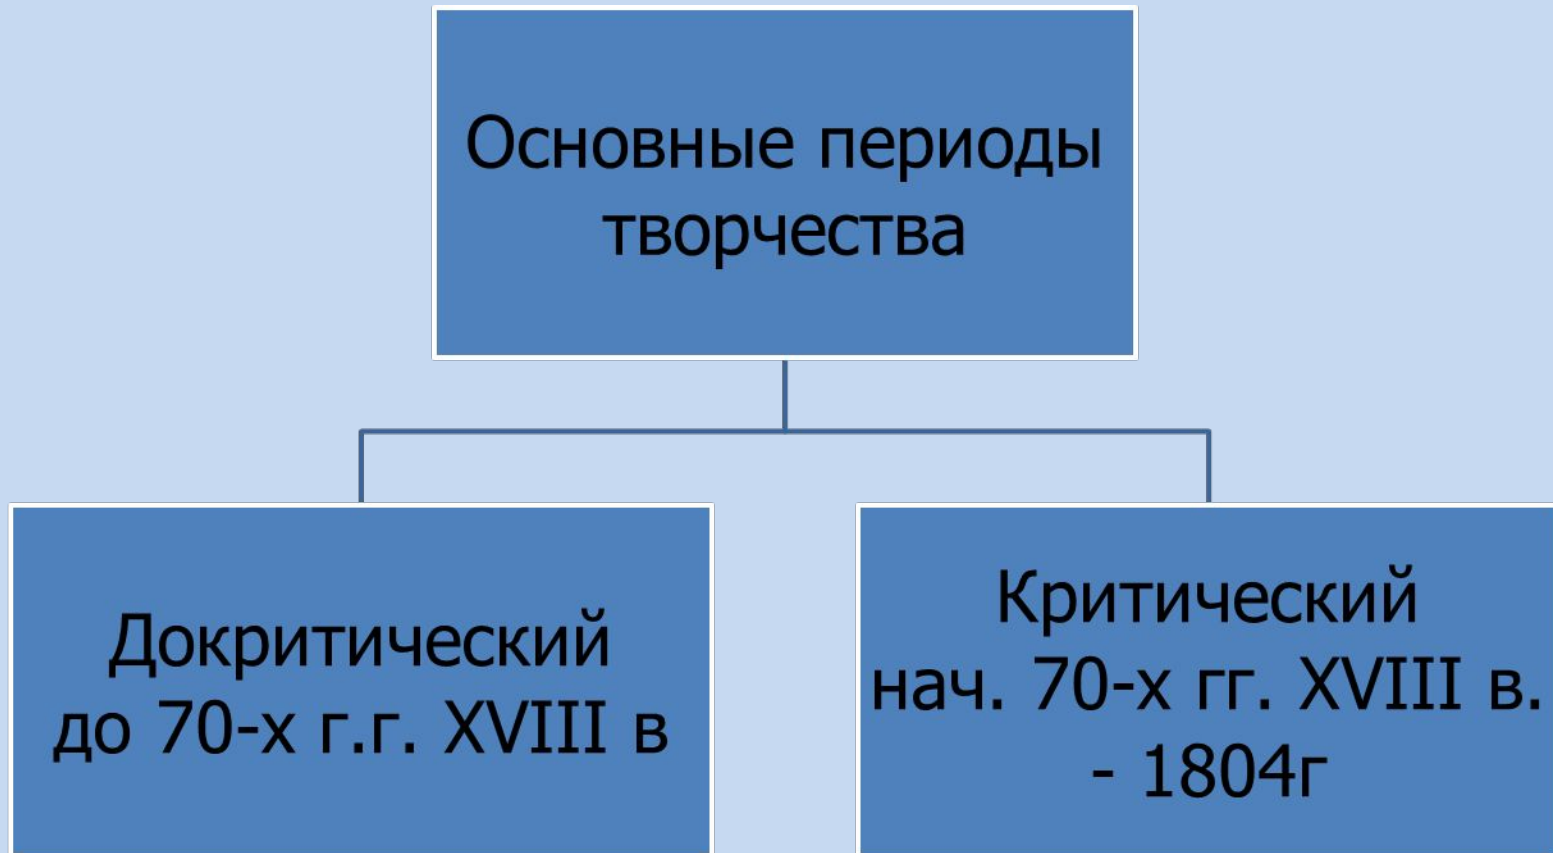 Основные периоды
творчества
Докритический
до 70-х г.г. XVIII в
Критический
нач. 70-х гг. XVIII в.
- 1804г